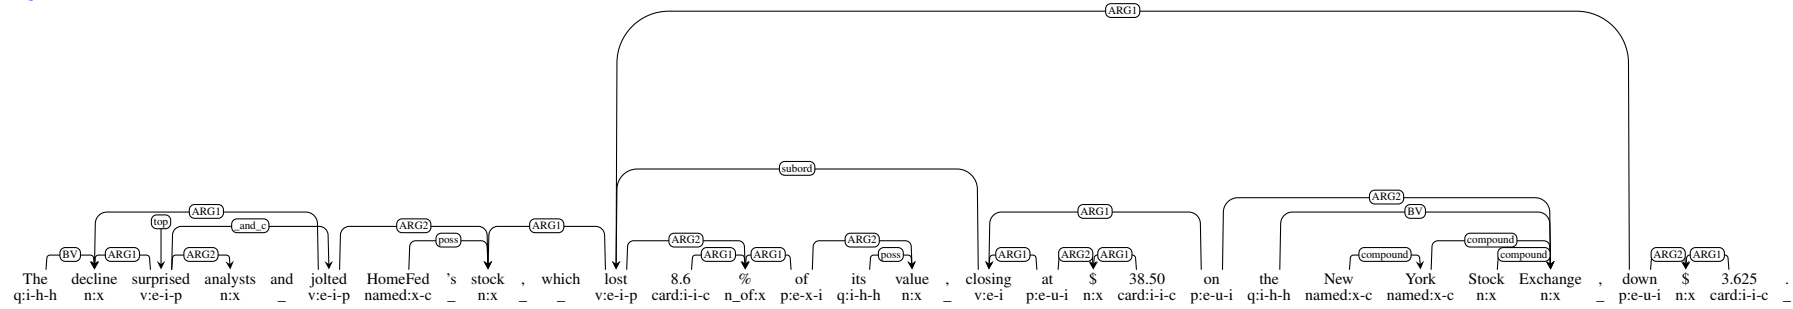 ARG1
subord
ARG2
ARG1 ARG1 BV
top _and_c ARG2 ARG1
poss ARG2 compound
BV ARG1 ARG2 ARG1 ARG1 ARG2 poss ARG1 ARG2 ARG1 compound compound ARG2 ARG1
The decline surprised analysts and jolted HomeFed 's stock , which lost 8.6 % of its value , closing at $ 38.50 on the New York Stock Exchange , down $ 3.625 .
q:i-h-h n:x v:e-i-p n:x _ v:e-i-p named:x-c _ n:x _ _ v:e-i-p card:i-i-c n_of:x p:e-x-i q:i-h-h n:x _ v:e-i p:e-u-i n:x card:i-i-c p:e-u-i q:i-h-h named:x-c named:x-c n:x n:x _ p:e-u-i n:x card:i-i-c _